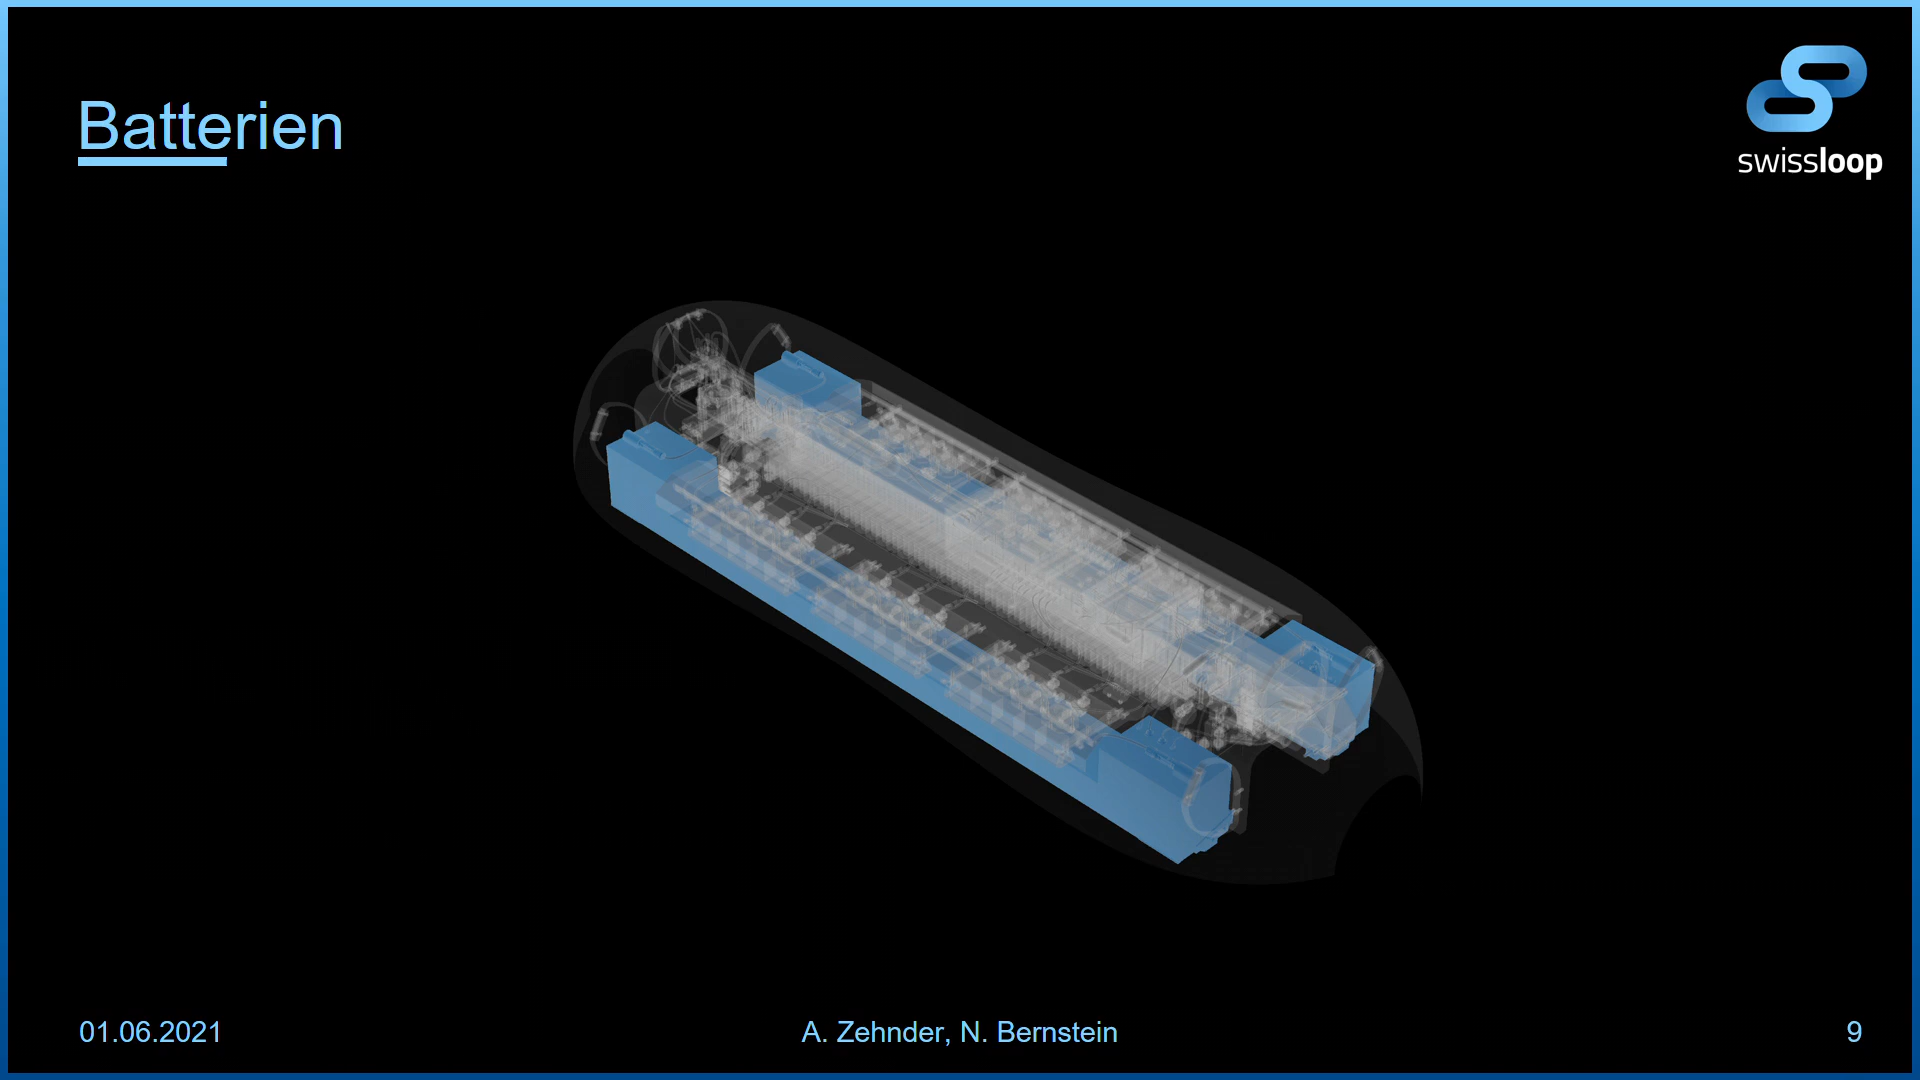 Batterien
swissloop
01.06.2021
A. Zehnder, N. Bernstein
9